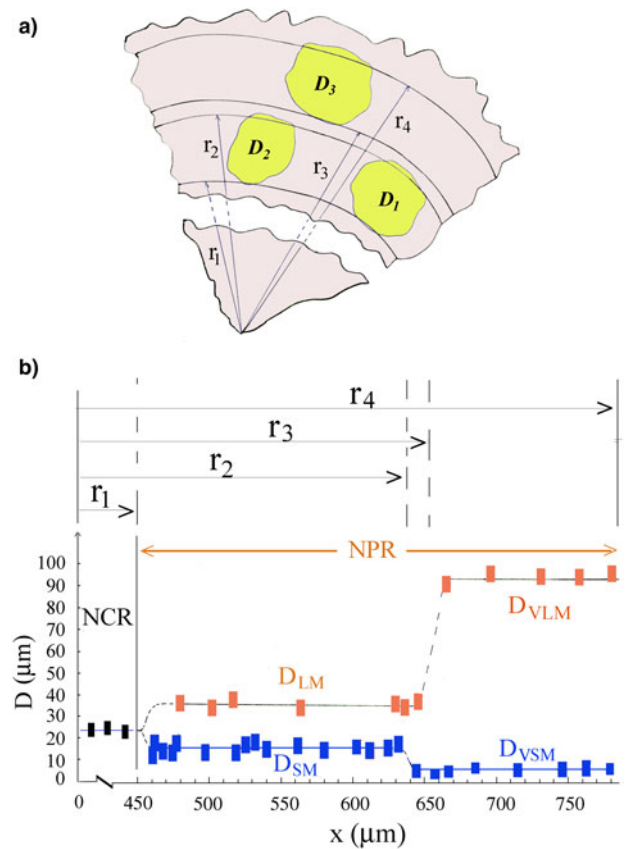 a)
D3
r4
r2
D2
r3
D1
r1
b)
r4
r3
r2
r1
NPR
100
90
80
70
60
50
40
30
20
10
0
D (μm)
NCR
DVLM
DLM
DSM
DVSM
0 450 500 550 600 650 700 750
x (μm)